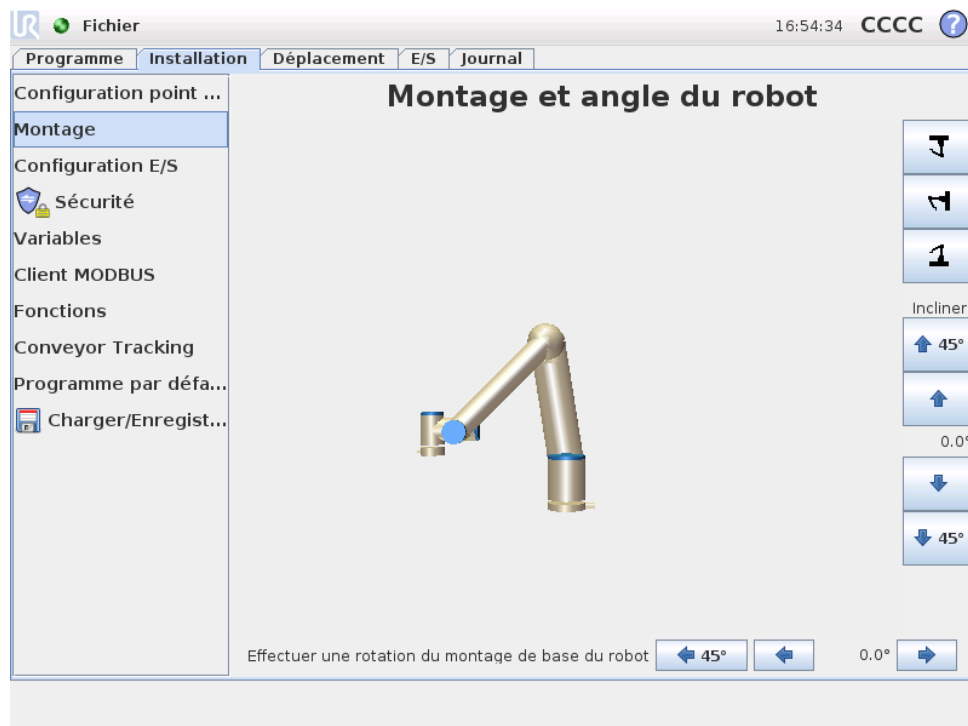 UR Fichier 16:54:34 CCCC ?
Programme Installation Déplacement E/S Journal
Configuration point ...
Montage et angle du robot
Montage
Configuration E/S
Sécurité
Variables
Client MODBUS
Fonctions
Incliner
Conveyor Tracking
45°
Programme par défa...
Charger/Enregist...
0.0°
45°
Effectuer une rotation du montage de base du robot 45° 0.0°